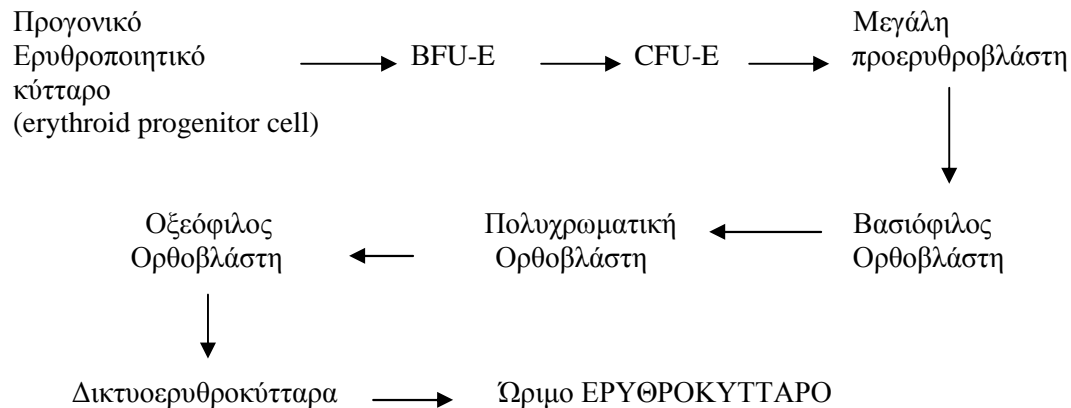 Προγονικό
Ερυθροποιητικό
κύτταρο
(erythroid progenitor cell)
BFU-E
CFU-E
Μεγάλη
προερυθροβλάστη
Βασιόφιλος
Ορθοβλάστη
Πολυχρωματική
Ορθοβλάστη
Οξεόφιλος
Ορθοβλάστη
Δικτυοερυθροκύτταρα
Ώριμο ΕΡΥΘΡΟΚΥΤΤΑΡΟ